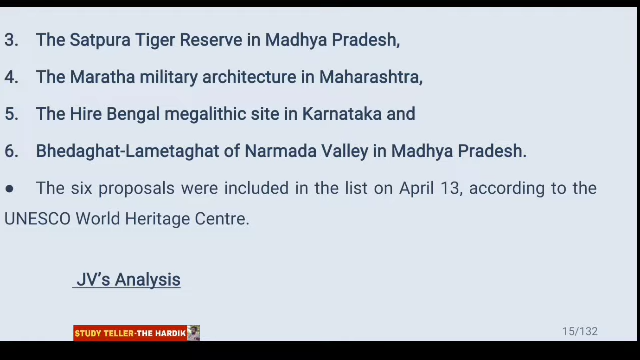 3. The Satpura Tiger Reserve in Madhya Pradesh,
4. The Maratha military architecture in Maharashtra,
5. The Hire Bengal megalithic site in Karnataka and
6. Bhedaghat-Lametaghat of Narmada Valley in Madhya Pradesh.
● The six proposals were included in the list on April 13, according to the
UNESCO World Heritage Centre.
JV's Analysis
STUDY TELLER-THE HARDIK
15/132